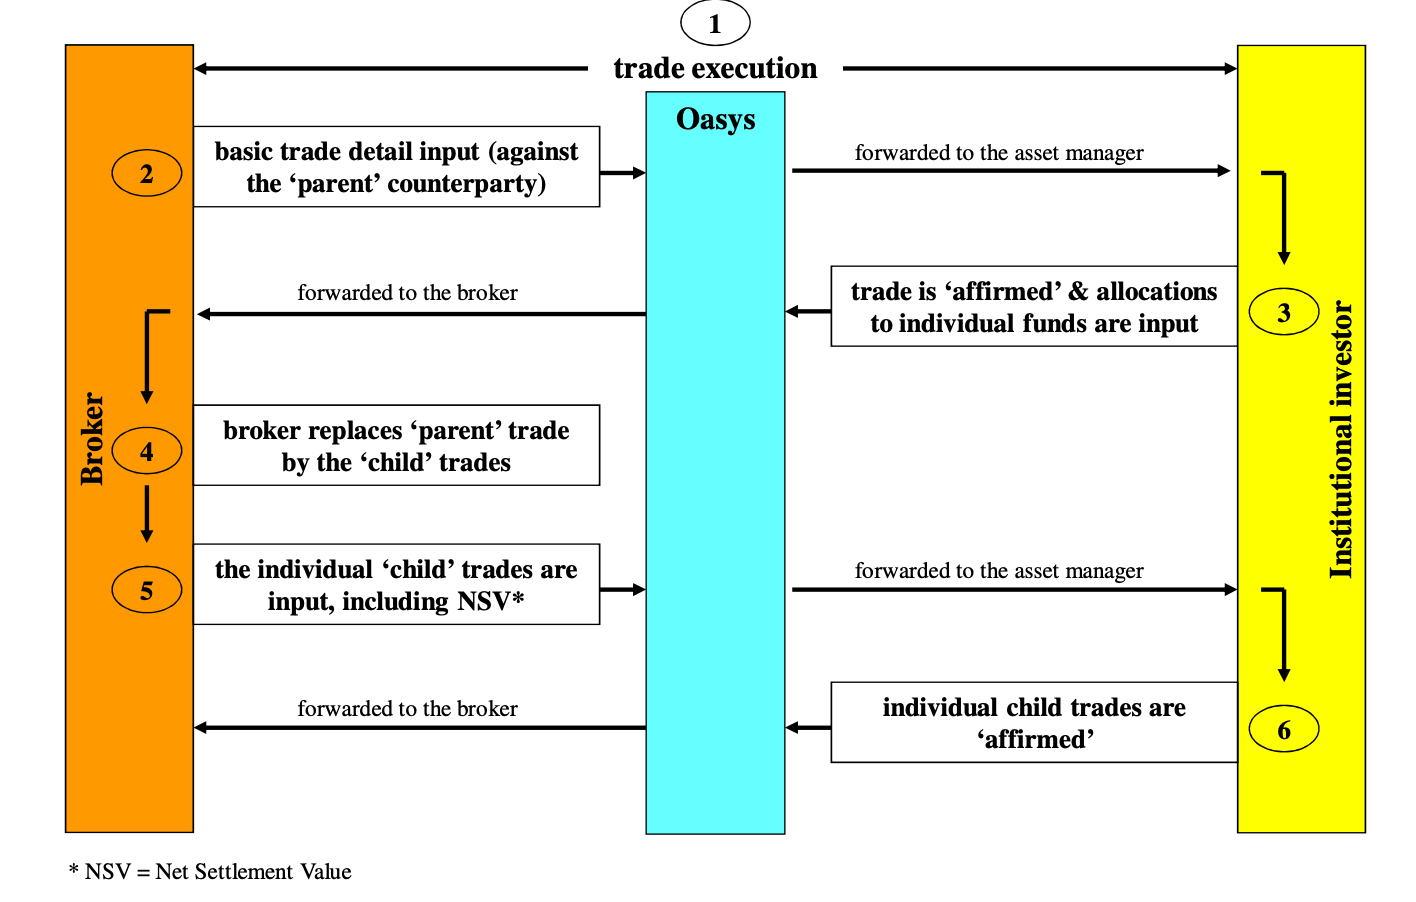 1
trade execution
Oasys
2
basic trade detail input (against
the ‘parent’ counterparty)
forwarded to the asset manager
forwarded to the broker
trade is ‘affirmed’ & allocations
to individual funds are input
3
Broker
4
broker replaces ‘parent’ trade
by the ‘child’ trades
Institutional investor
5
the individual ‘child’ trades are
input, including NSV*
forwarded to the asset manager
forwarded to the broker
individual child trades are
‘affirmed’
6
* NSV = Net Settlement Value